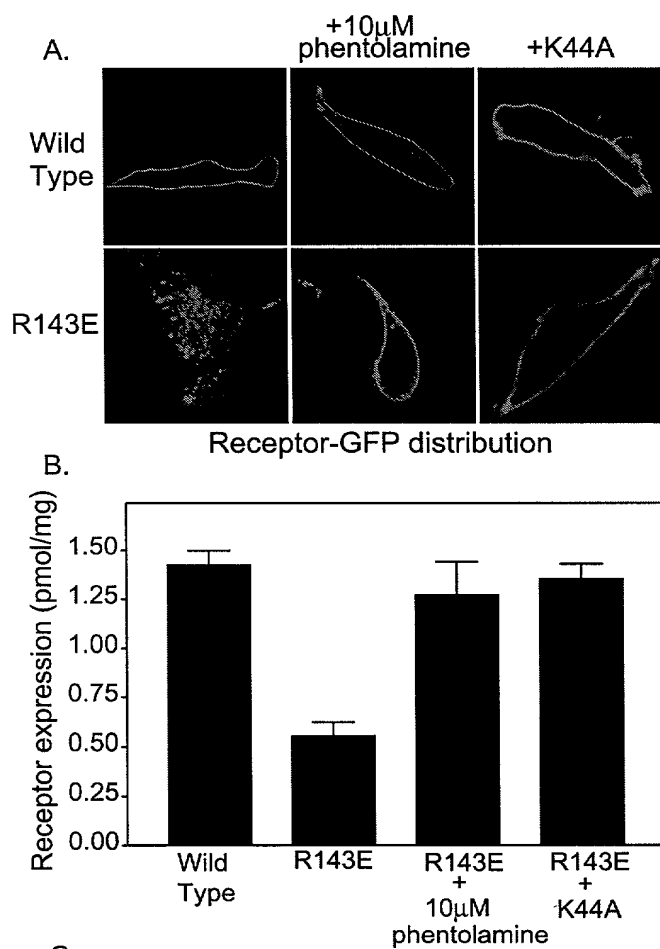 A.
+10µM
phentolamine
+K44A
Wild
Type
R143E
Receptor-GFP distribution
B.
Receptor expression (pmol/mg)
1.50
1.25
1.00
0.75
0.50
0.25
0.00
Wild
Type
R143E
R143E
+
10µM
phentolamine
R143E
+
K44A